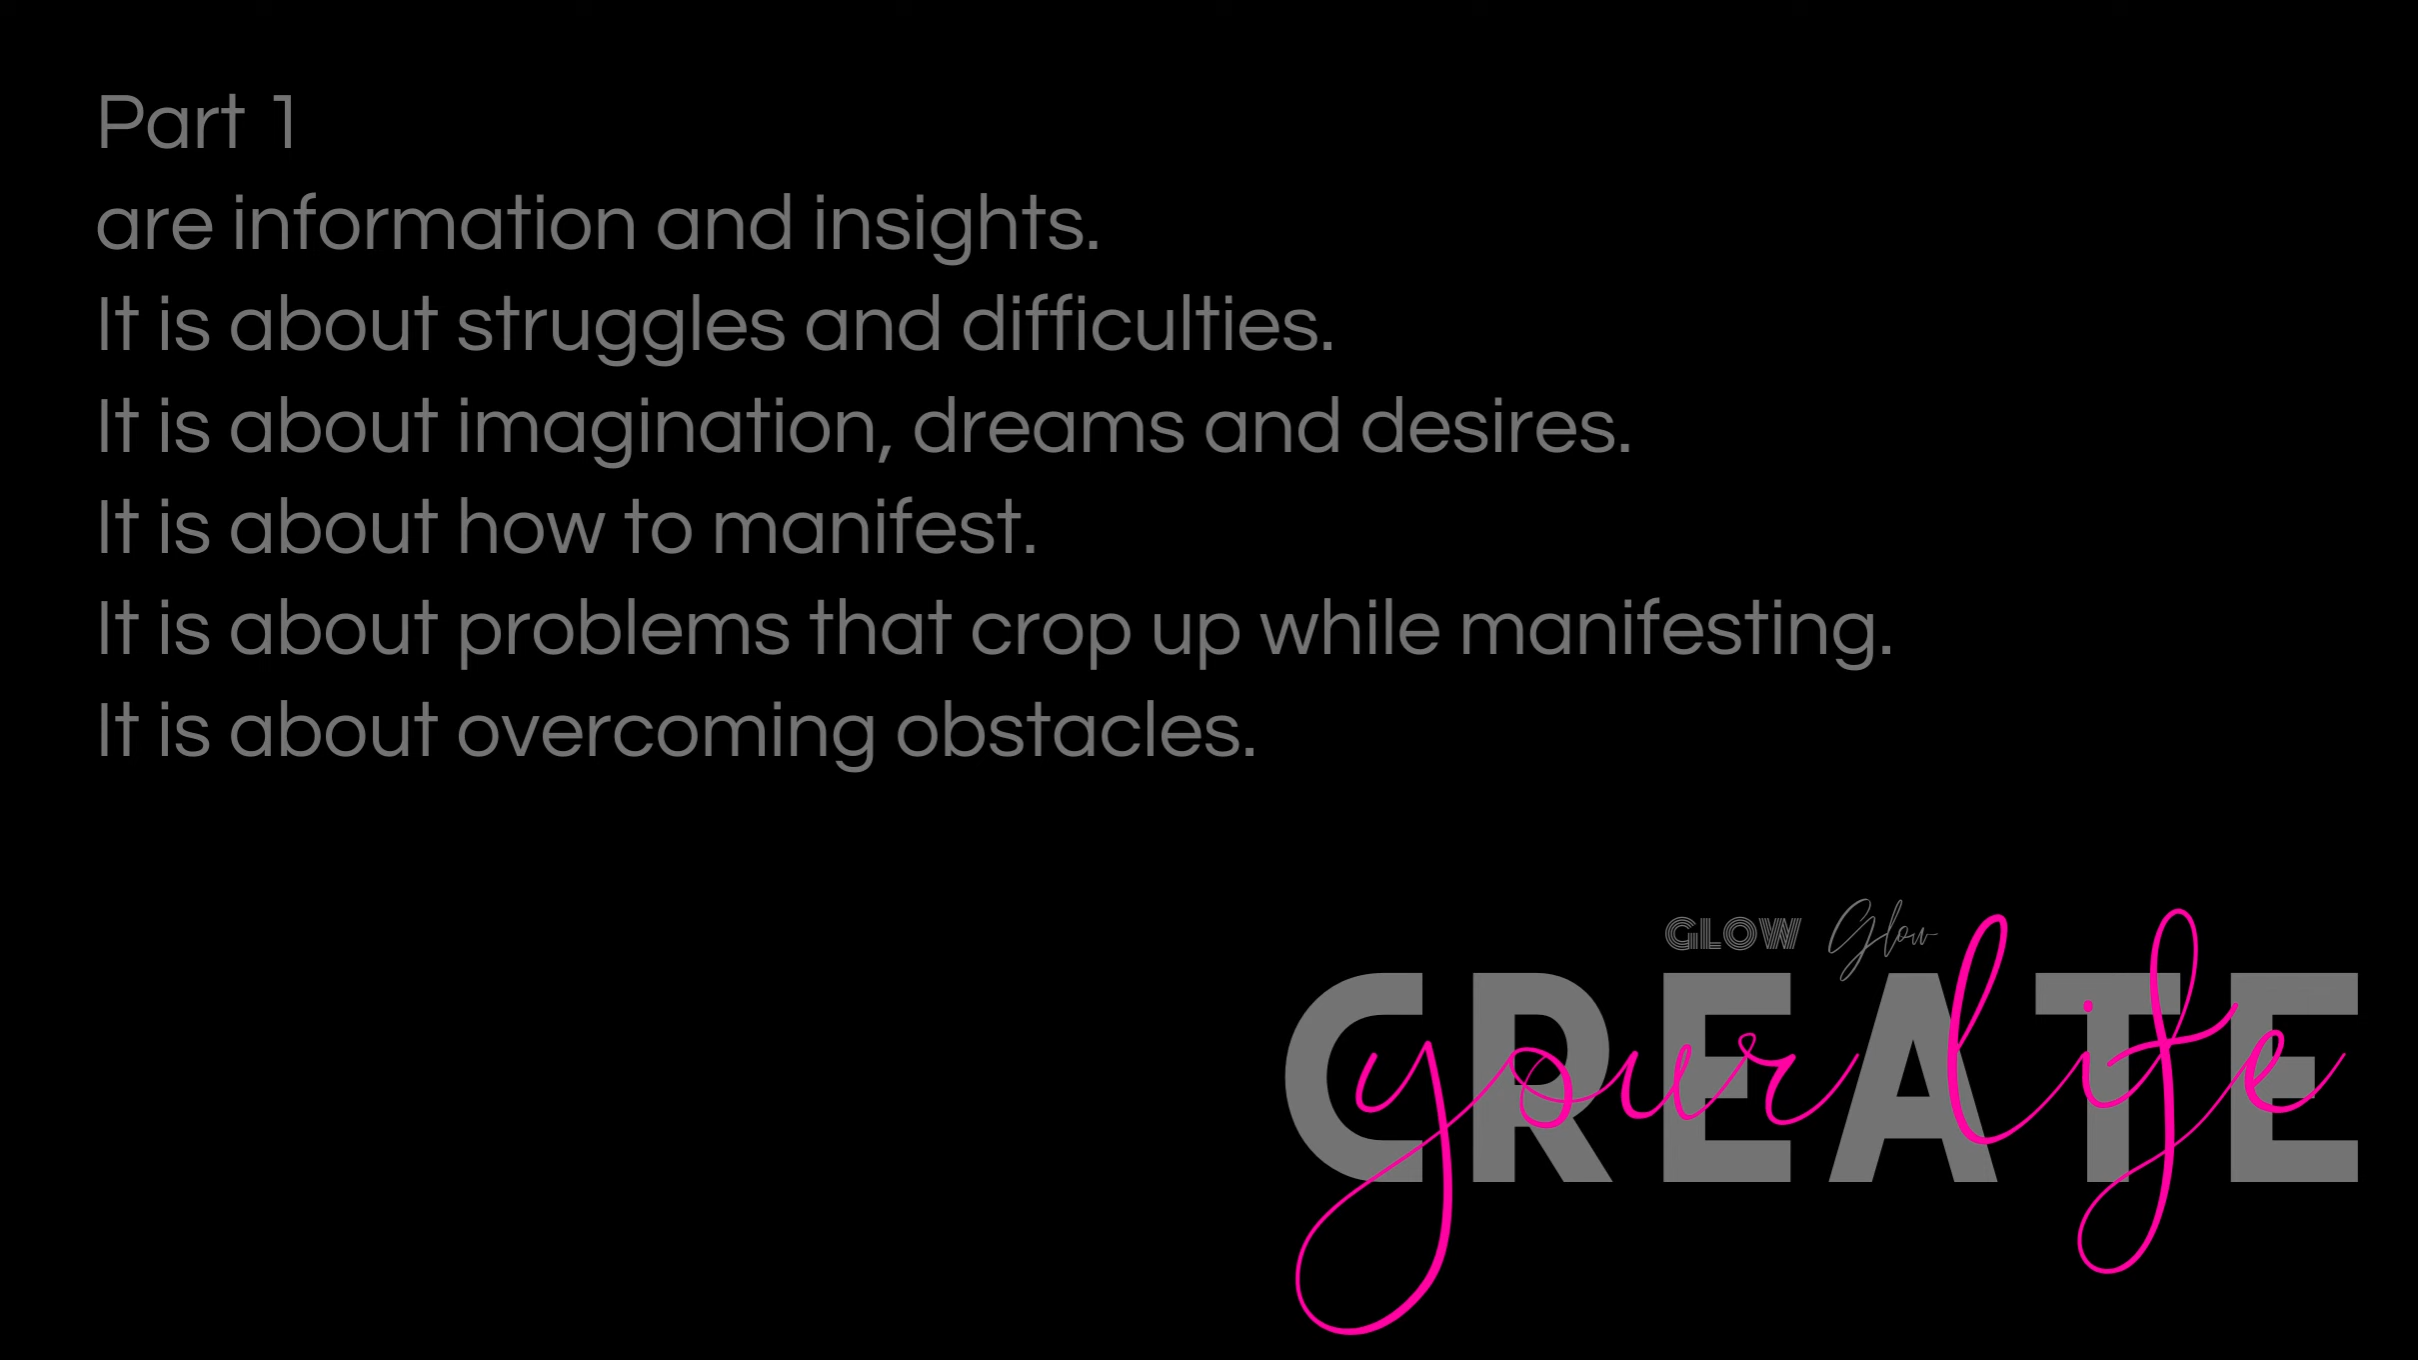 Part 1
are information and insights.
It is about struggles and difficulties.
It is about imagination, dreams and desires.
It is about how to manifest.
It is about problems that crop up while manifesting.
It is about overcoming obstacles.
GLOW Glow
CREATE
your life